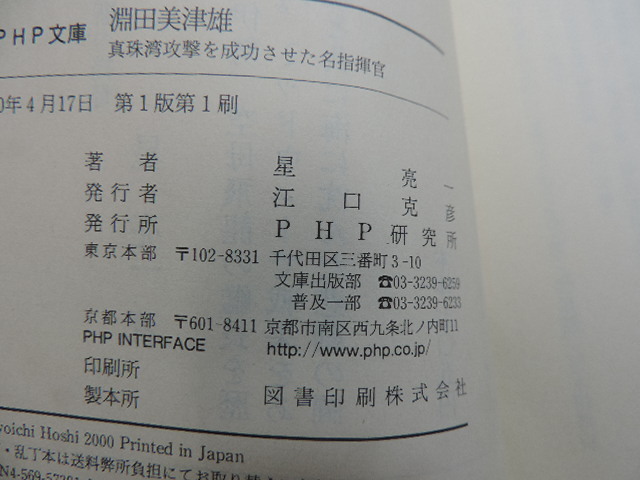 PHP文庫 淵田美津雄
真珠湾攻撃を成功させた名指揮官
0年4月17日 第1版第1刷
著者 星亮一
発行者 江口克彦
発行所 PHP研究所
東京本部 〒102-8331 千代田区三番町3-10
文庫出版部 ☎03-3239-6259
普及一部 ☎03-3239-6233
京都本部 〒601-8411 京都市南区西九条北ノ内町11
PHP INTERFACE http://www.php.co.jp/
印刷所
製本所 図書印刷株式会社
yoichi Hoshi 2000 Printed in Japan
・乱丁本は送料弊所負担にてお取り替え
N4-569-